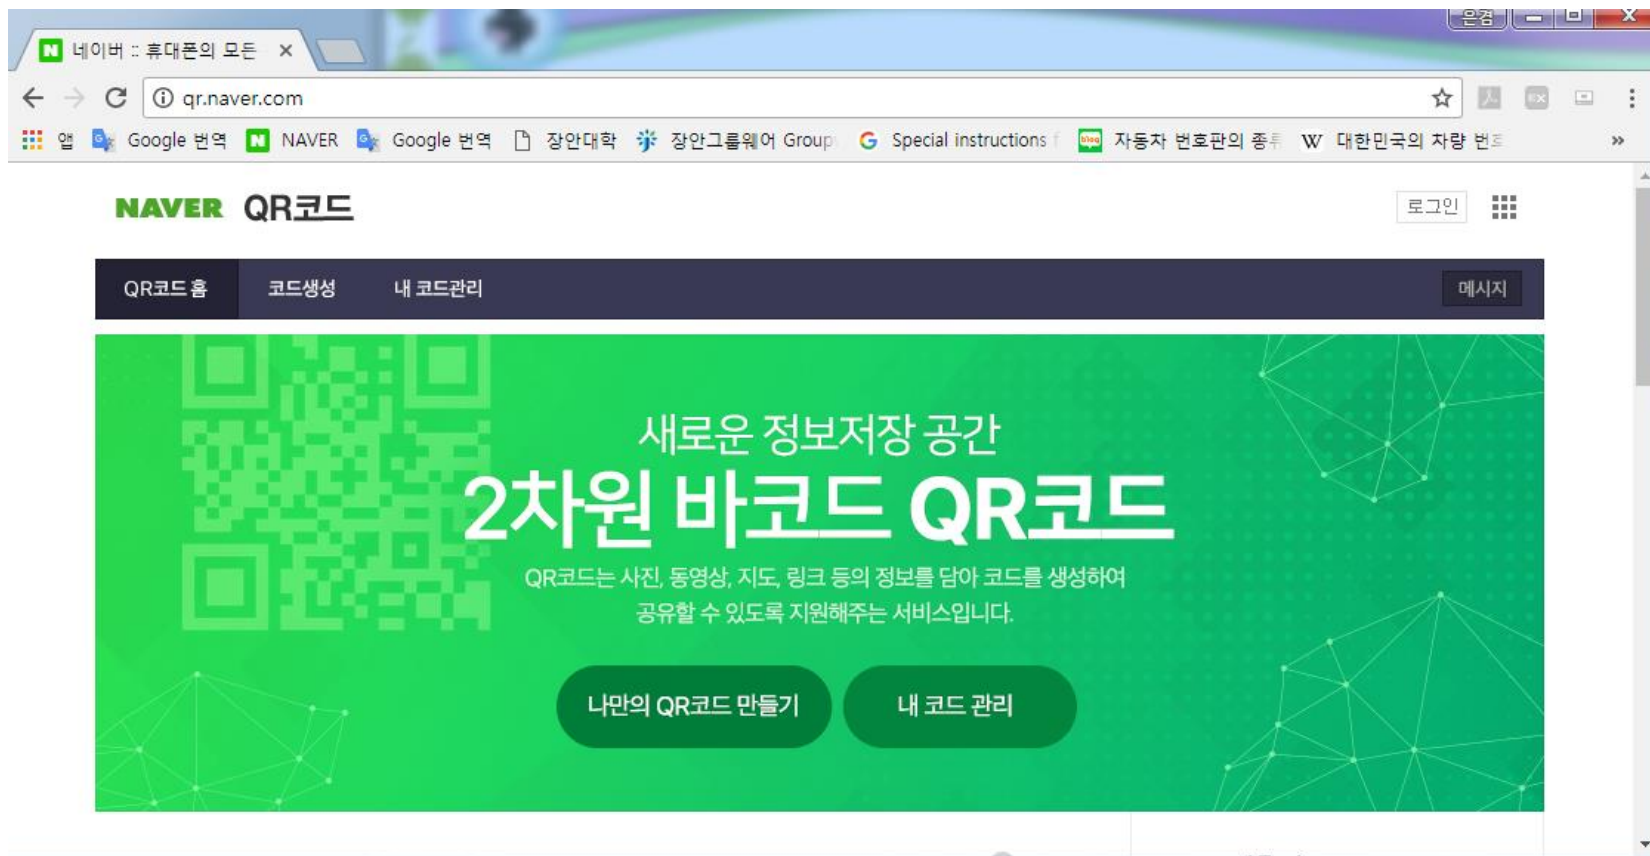 은겸
네이버 :: 휴대폰의 모든
qr.naver.com
앱 Google 번역 NAVER Google 번역 장안대학 장안그룹웨어 Group Special instructions 자동차 번호판의 종류 W 대한민국의 차량 번호 »
NAVER QR코드
로그인
QR코드 홈 코드생성 내 코드관리 메시지
새로운 정보저장 공간
2차원 바코드 QR코드
QR코드는 사진, 동영상, 지도, 링크 등의 정보를 담아 코드를 생성하여
공유할 수 있도록 지원해주는 서비스입니다.
나만의 QR코드 만들기 내 코드 관리